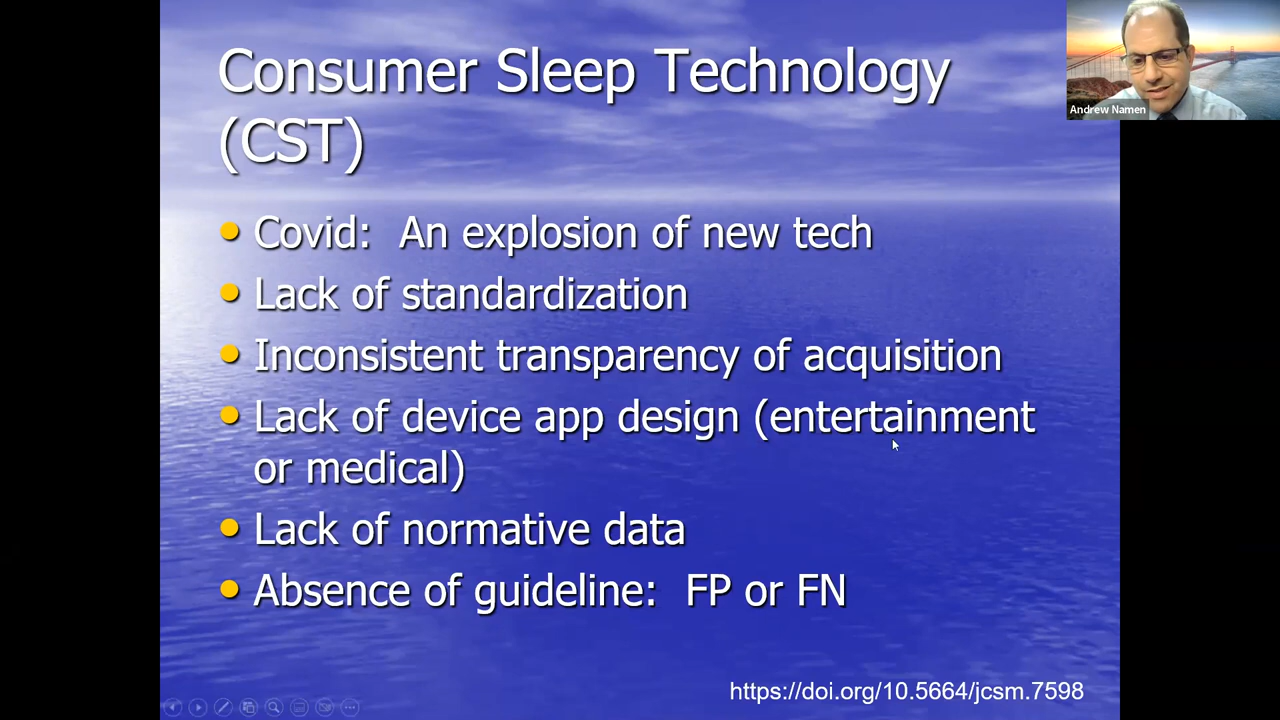 Consumer Sleep Technology
(CST)
Andrew Namen
• Covid:  An explosion of new tech
• Lack of standardization
• Inconsistent transparency of acquisition
• Lack of device app design (entertainment
or medical)
• Lack of normative data
• Absence of guideline:  FP or FN
https://doi.org/10.5664/jcsm.7598